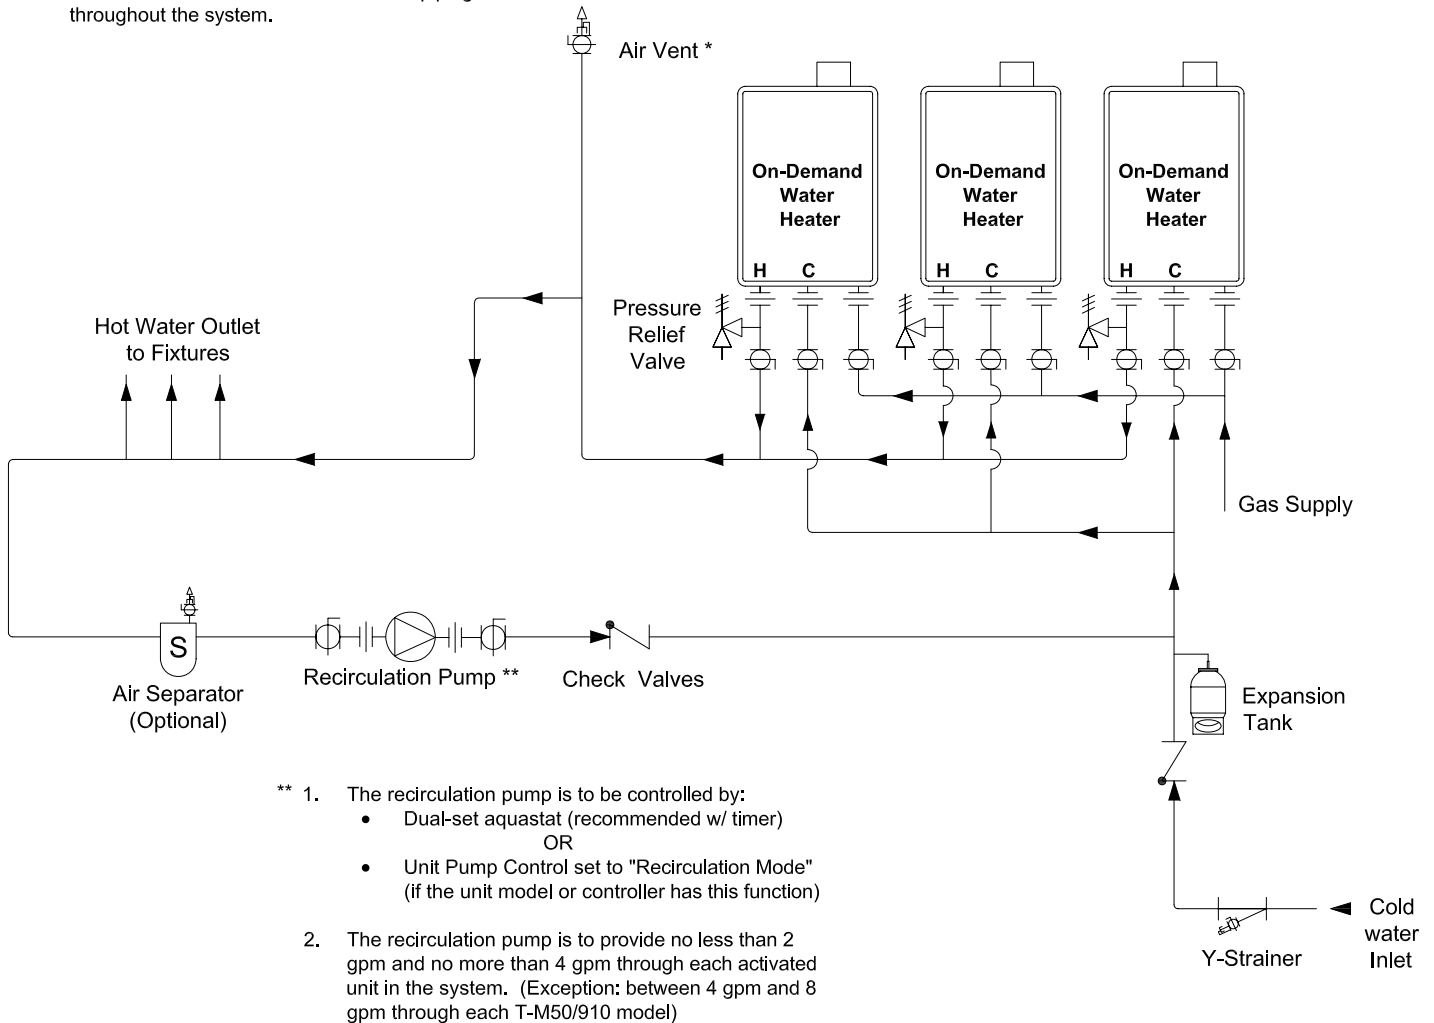 throughout the system.
Air Vent *
On-Demand
Water
Heater
On-Demand
Water
Heater
On-Demand
Water
Heater
H C
H C
H C
Pressure
Relief
Valve
Hot Water Outlet
to Fixtures
Gas Supply
S
Air Separator
(Optional)
Recirculation Pump **
Check Valves
Expansion
Tank
** 1. The recirculation pump is to be controlled by:
• Dual-set aquastat (recommended w/ timer)
OR
• Unit Pump Control set to "Recirculation Mode"
(if the unit model or controller has this function)
2. The recirculation pump is to provide no less than 2
gpm and no more than 4 gpm through each activated
unit in the system. (Exception: between 4 gpm and 8
gpm through each T-M50/910 model)
Y-Strainer
Cold
water
Inlet